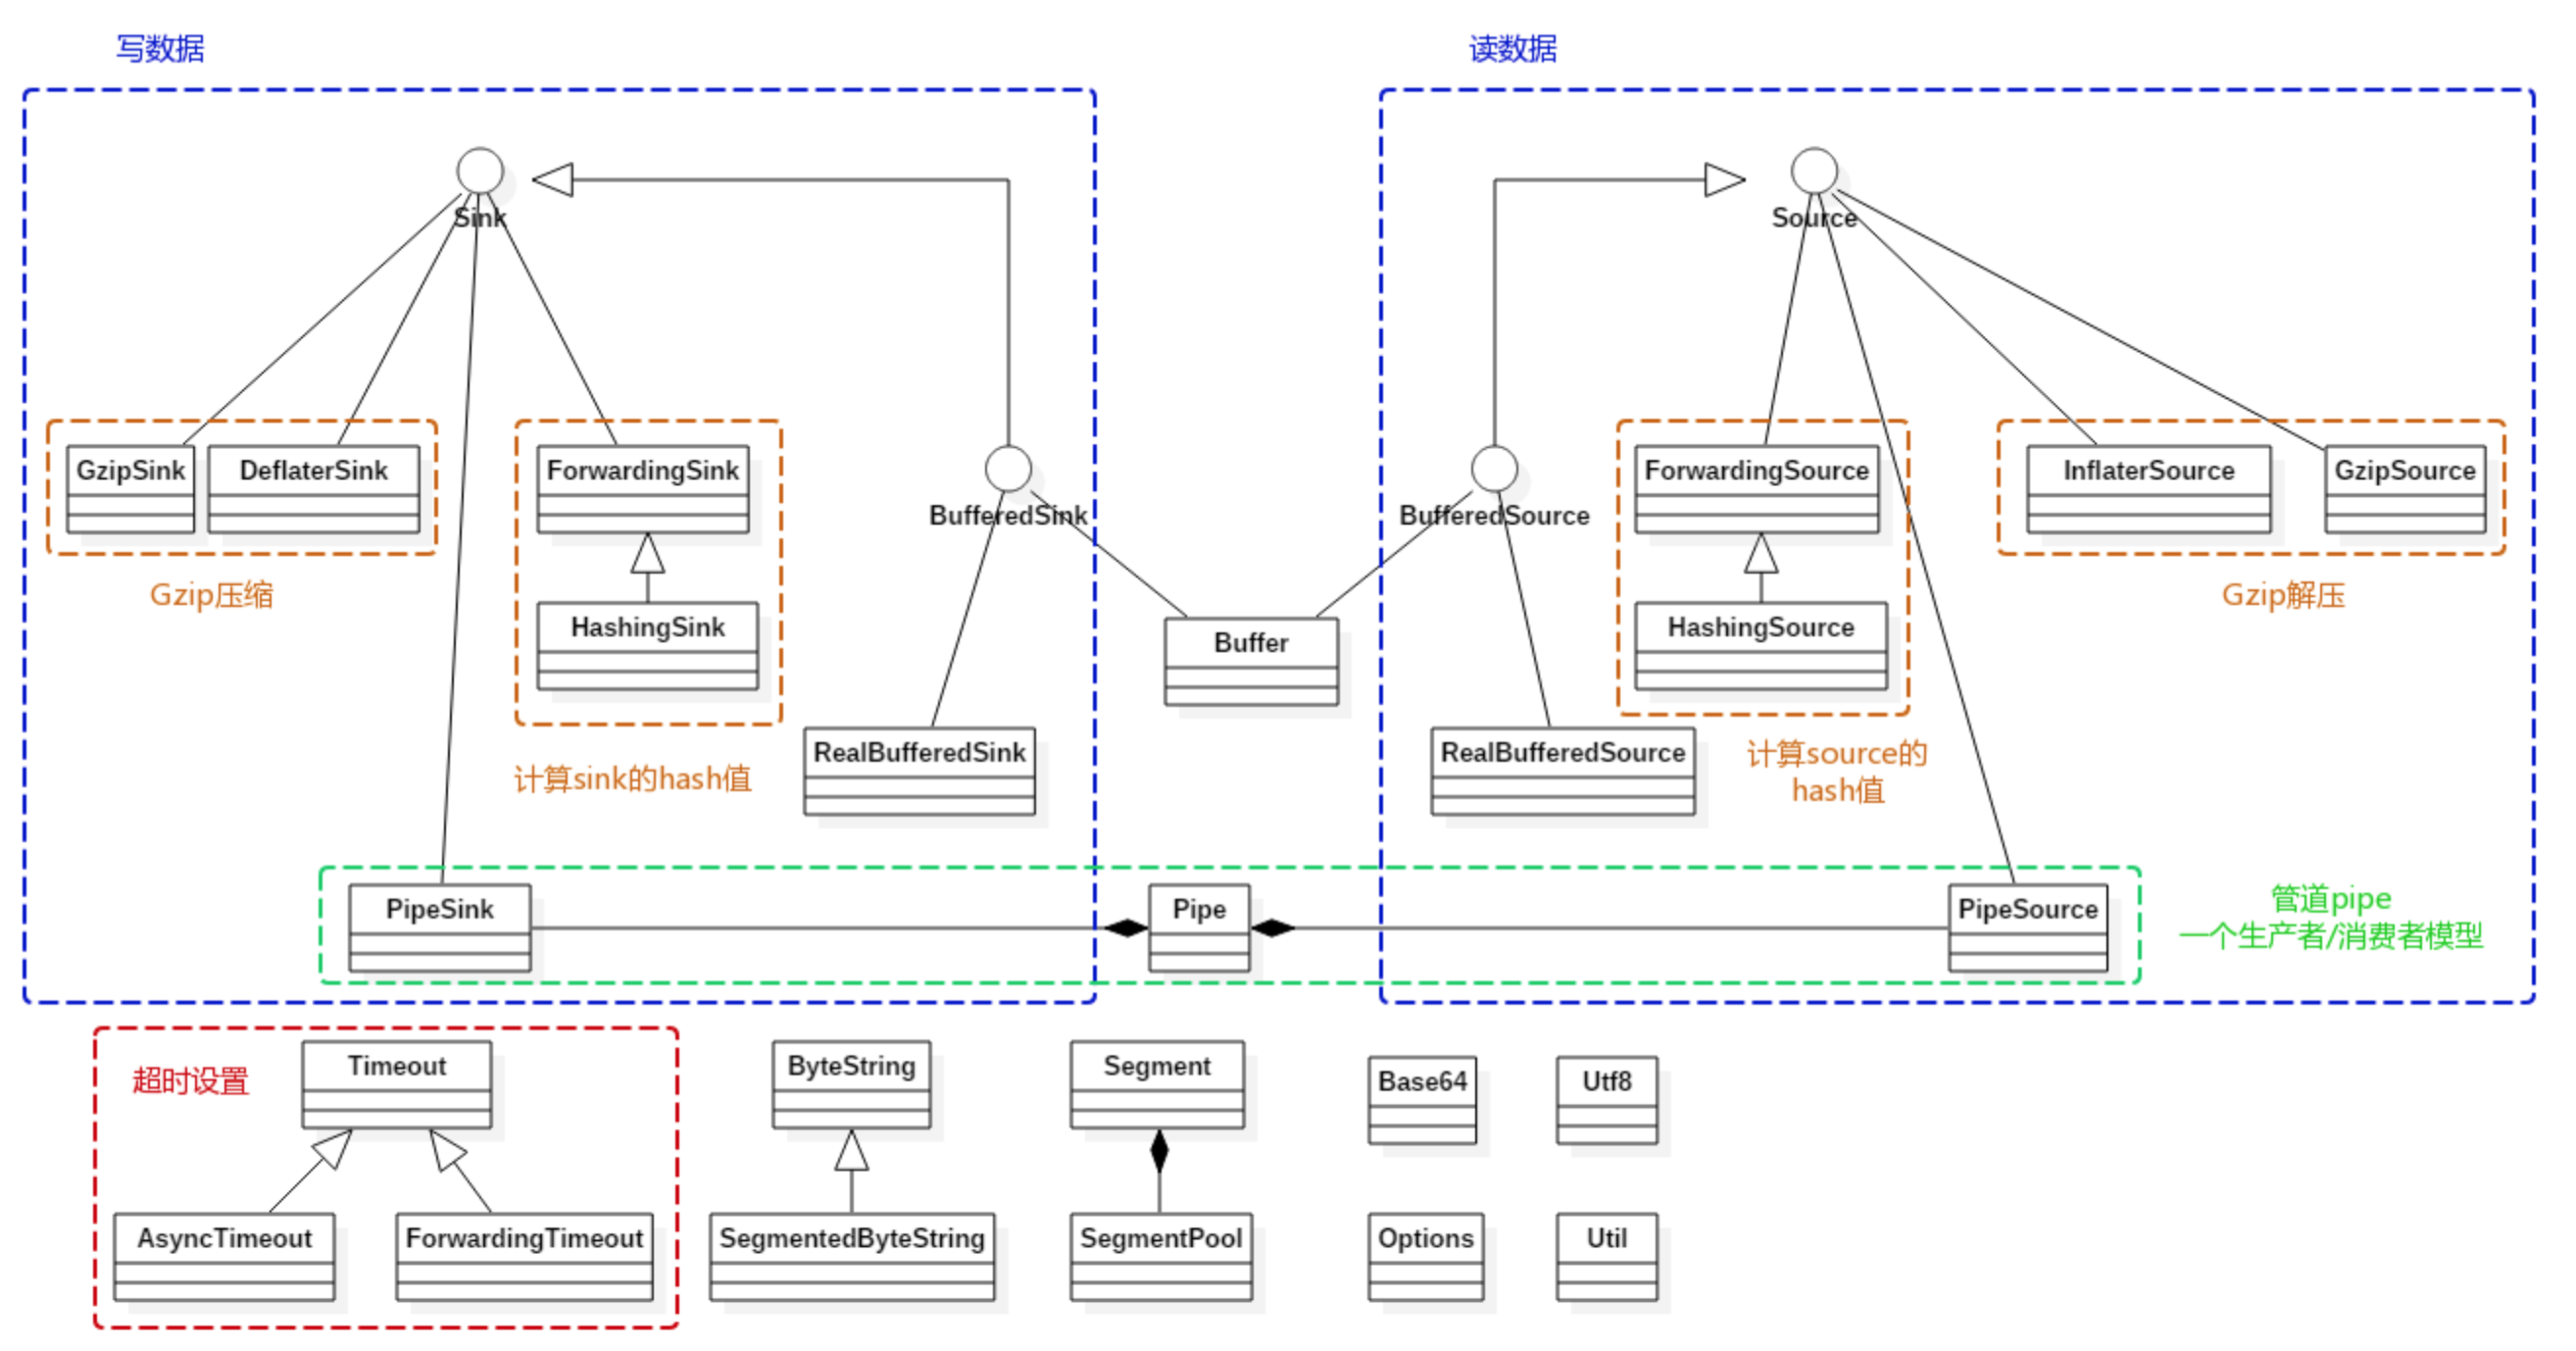 写数据
读数据
Sink
Source
GzipSink
DeflaterSink
ForwardingSink
BufferedSink
BufferedSource
ForwardingSource
InflaterSource
GzipSource
Gzip压缩
Gzip解压
HashingSink
Buffer
HashingSource
RealBufferedSink
RealBufferedSource
计算sink的hash值
计算source的
hash值
PipeSink
Pipe
PipeSource
管道pipe
一个生产者/消费者模型
超时设置
Timeout
ByteString
Segment
Base64
Utf8
AsyncTimeout
ForwardingTimeout
SegmentedByteString
SegmentPool
Options
Util